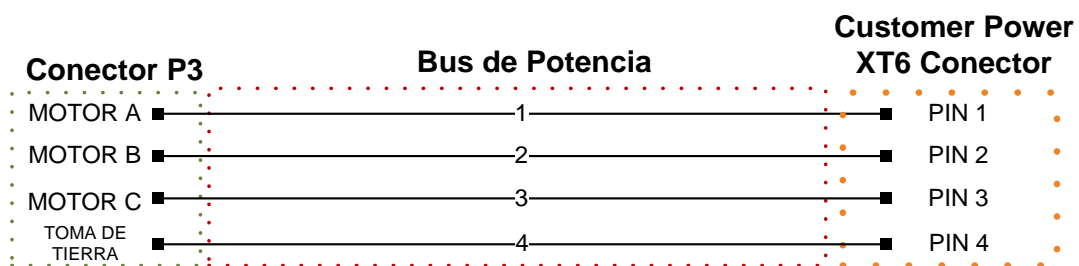 Customer Power
XT6 Conector
Bus de Potencia
Conector P3
MOTOR A 1 PIN 1
MOTOR B 2 PIN 2
MOTOR C 3 PIN 3
TOMA DE
TIERRA
4 PIN 4